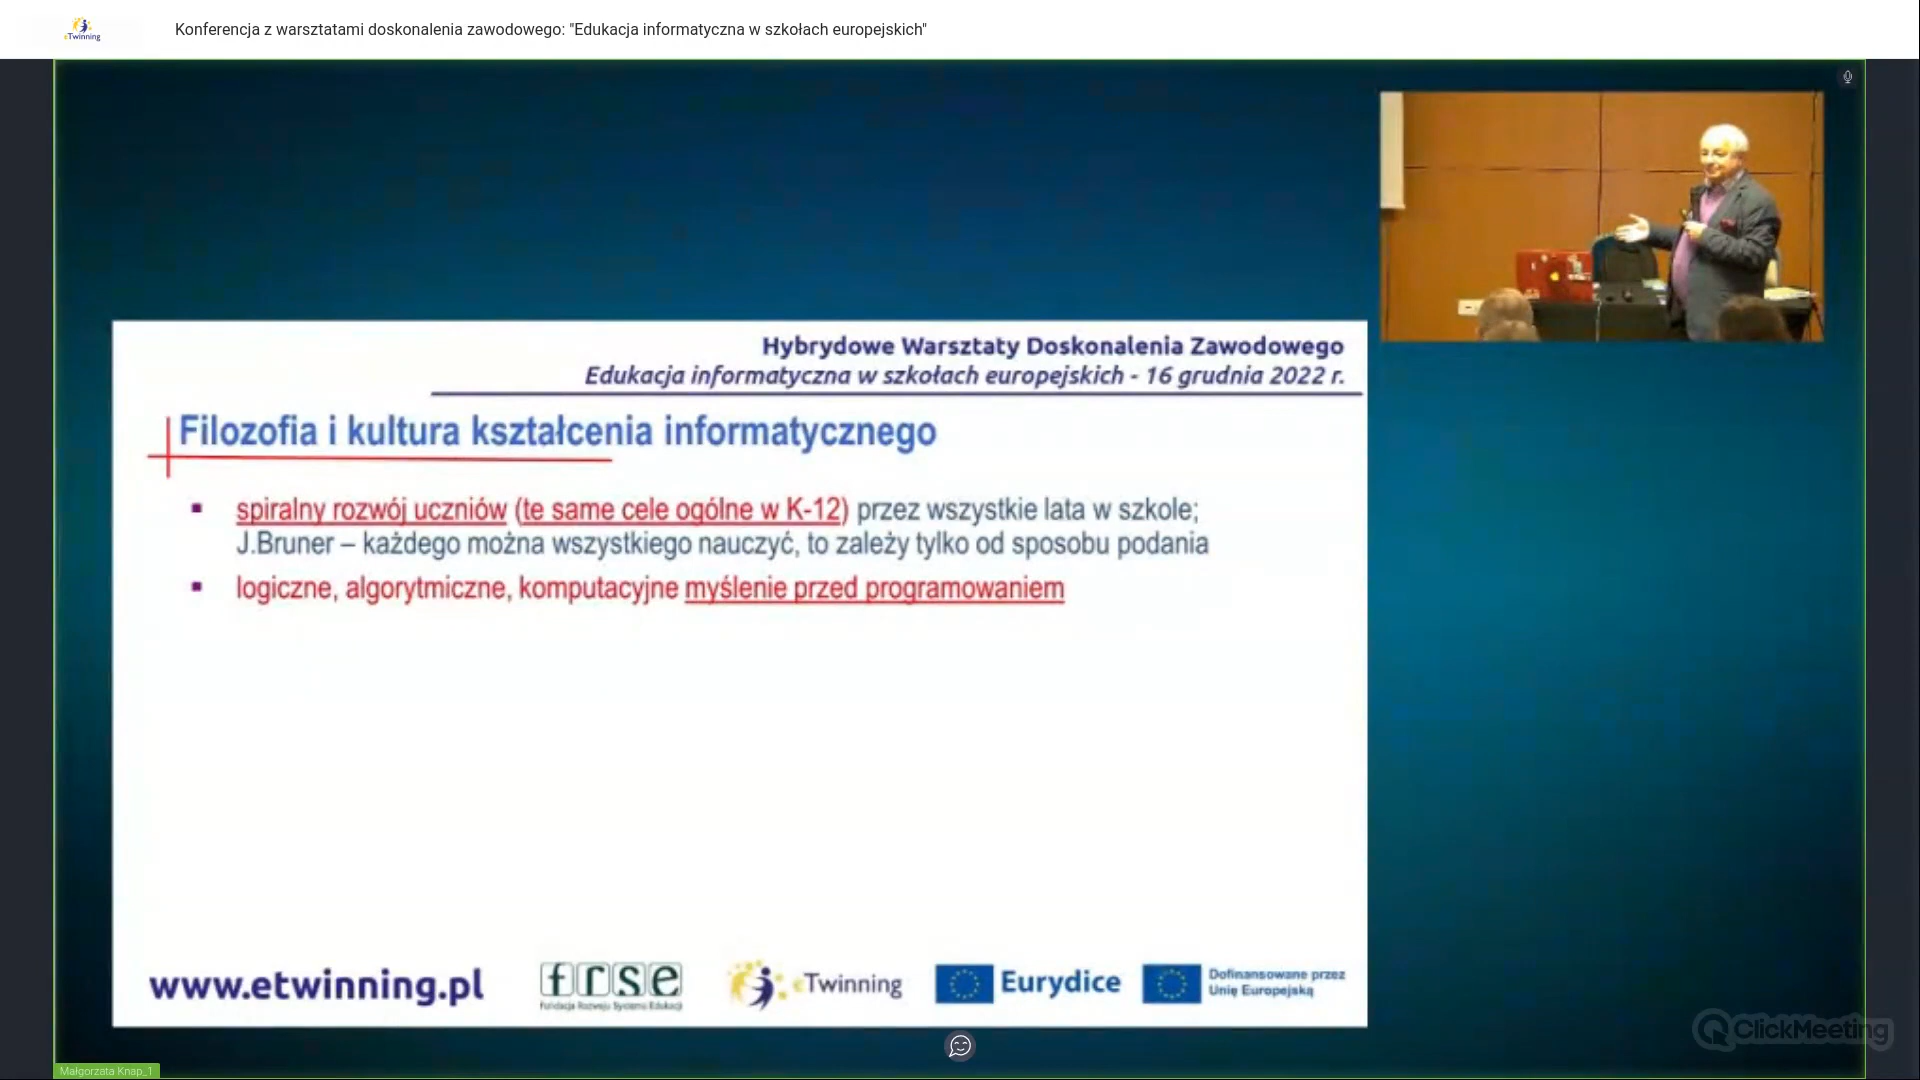 eTwinning
Konferencja z warsztatami doskonalenia zawodowego: "Edukacja informatyczna w szkołach europejskich"
Hybrydowe Warsztaty Doskonalenia Zawodowego
Edukacja informatyczna w szkołach europejskich - 16 grudnia 2022 r.
Filozofia i kultura kształcenia informatycznego
▪ spiralny rozwój uczniów (te same cele ogólne w K-12) przez wszystkie lata w szkole;
J.Bruner – każdego można wszystkiego nauczyć, to zależy tylko od sposobu podania
▪ logiczne, algorytmiczne, komputacyjne myślenie przed programowaniem
www.etwinning.pl
frse
Fundacja Rozwoju Systemu Edukacji
eTwinning
Eurydice
Dofinansowane przez
Unię Europejską
ClickMeeting
Małgorzata Knap_1